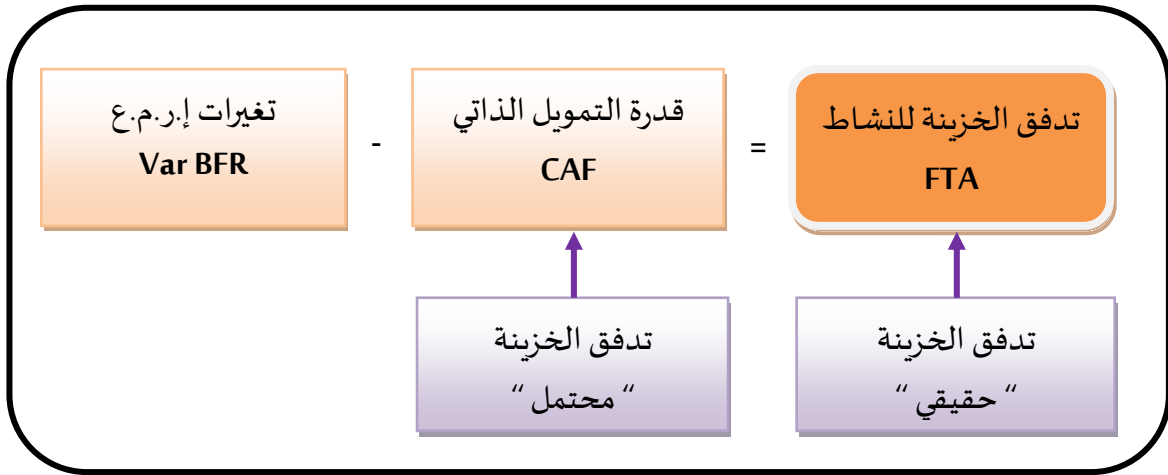 تدفق الخزينة للنشاط
FTA
=
قدرة التمويل الذاتي
CAF
-
تغيرات إ.ر.م.ع
Var BFR
تدفق الخزينة
“ حقيقي “
تدفق الخزينة
“ محتمل “